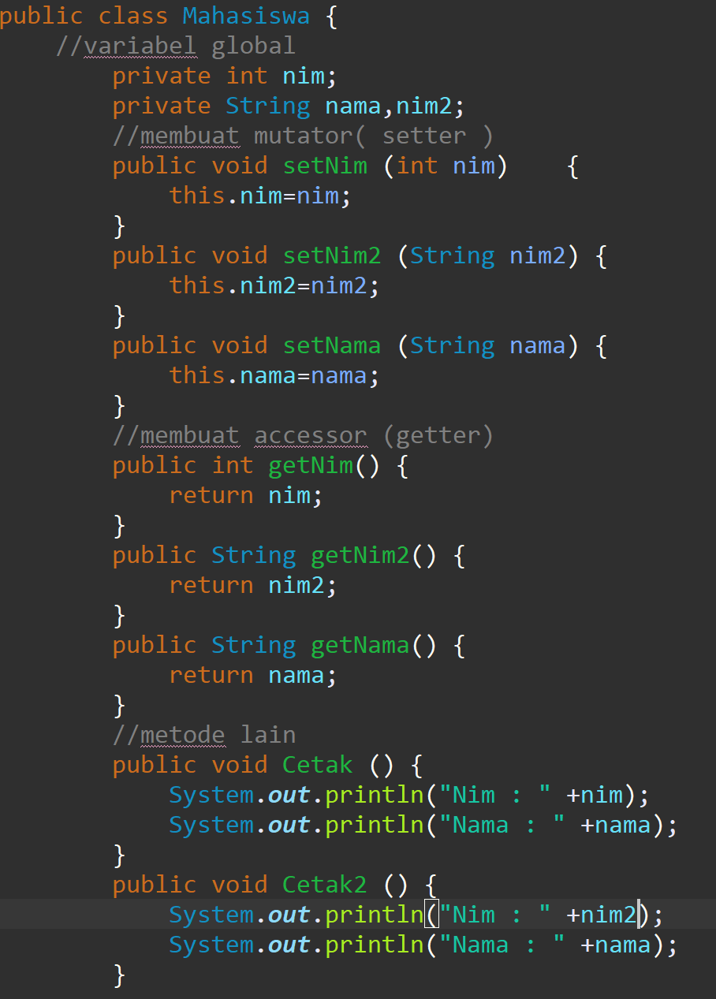 public class Mahasiswa {
    //variabel global
        private int nim;
        private String nama,nim2;
        //membuat mutator( setter )
        public void setNim (int nim)    {
            this.nim=nim;
        }
        public void setNim2 (String nim2) {
            this.nim2=nim2;
        }
        public void setNama (String nama) {
            this.nama=nama;
        }
        //membuat accessor (getter)
        public int getNim() {
            return nim;
        }
        public String getNim2() {
            return nim2;
        }
        public String getNama() {
            return nama;
        }
        //metode lain
        public void Cetak () {
            System.out.println("Nim : " +nim);
            System.out.println("Nama : " +nama);
        }
        public void Cetak2 () {
            System.out.println("Nim : " +nim2);
            System.out.println("Nama : " +nama);
        }